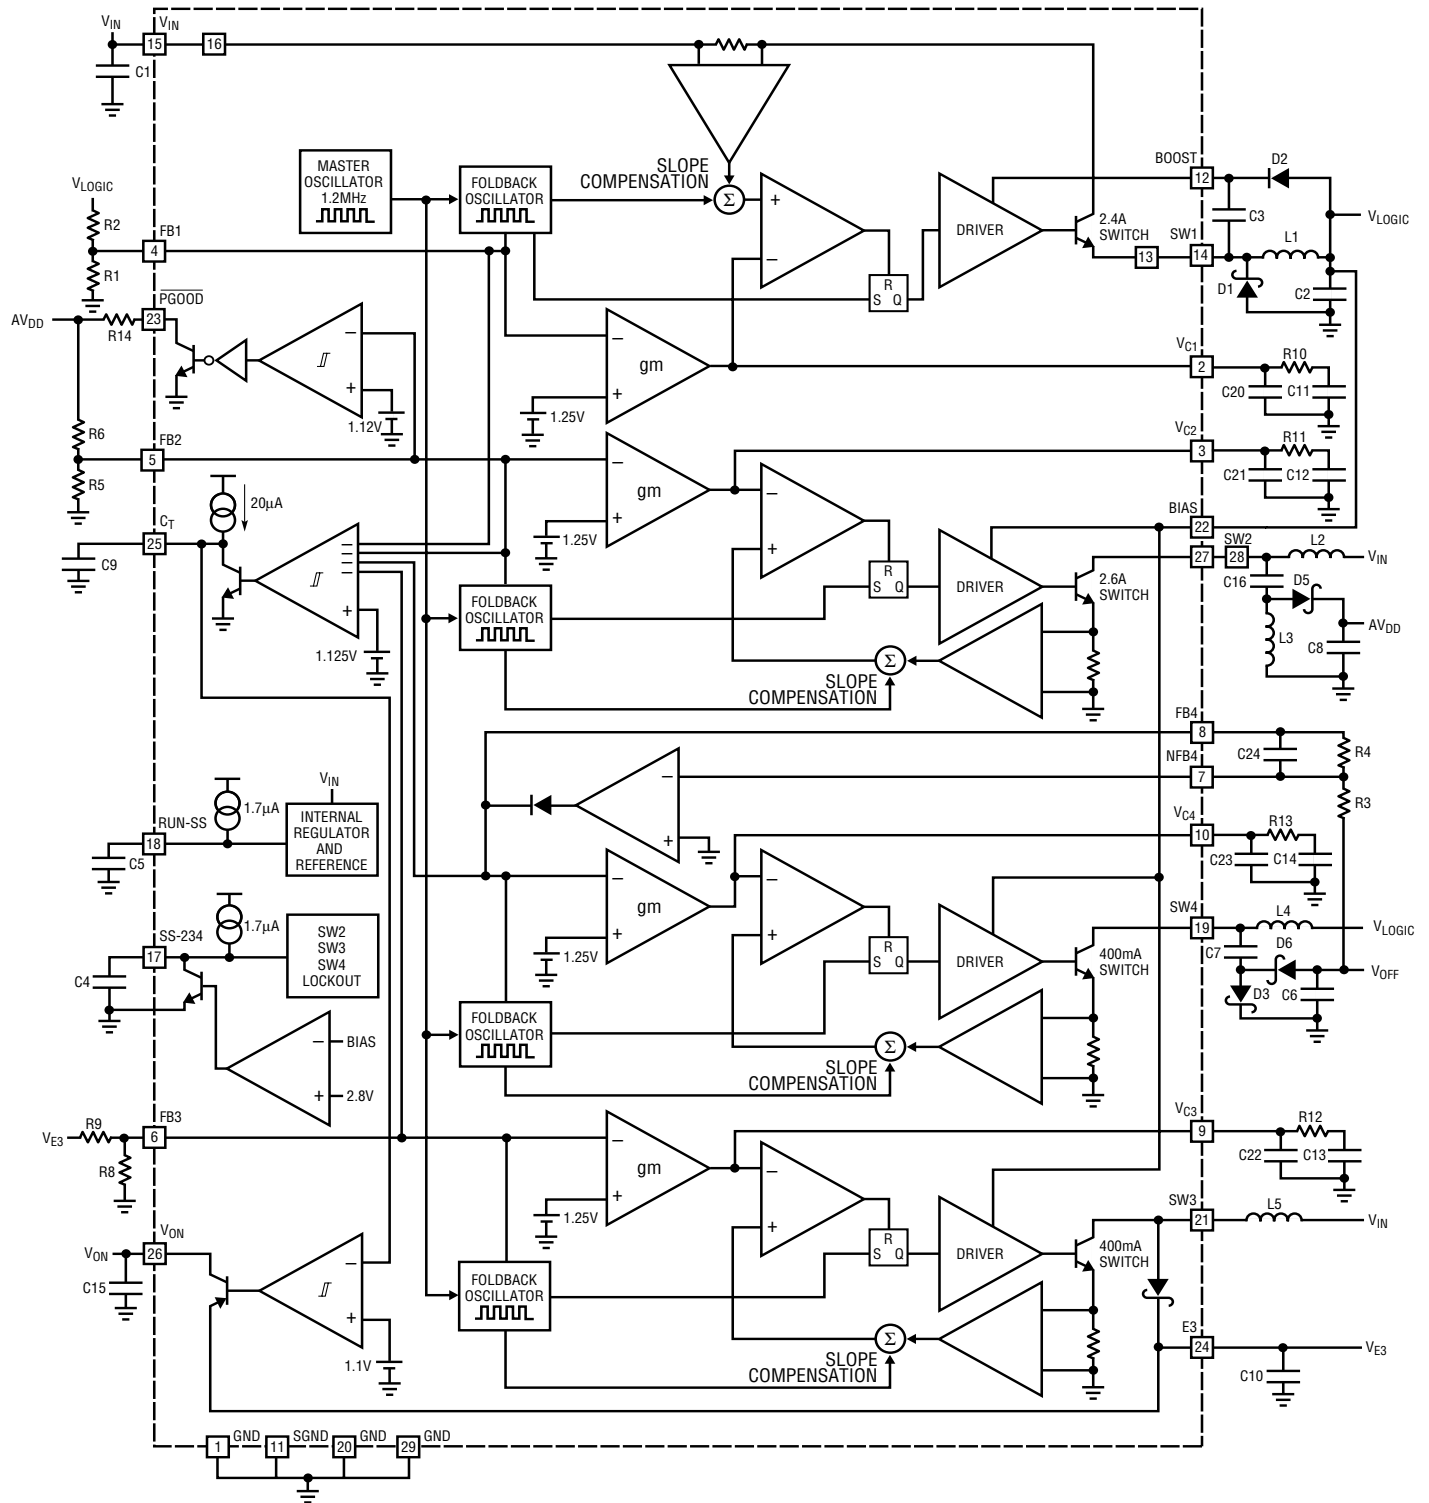 VIN
VIN
15
16
C1
MASTER
OSCILLATOR
1.2MHz
FOLDBACK
OSCILLATOR
SLOPE
COMPENSATION
Σ
+
–
R
S Q
DRIVER
2.4A
SWITCH
BOOST
12
D2
C3
VLOGIC
SW1
13
14
L1
D1
C2
VLOGIC
R2
FB1
4
R1
PGOOD
AVDD
R14
23
–
+
1.12V
–
gm
+
1.25V
VC1
2
R10
C20
C11
R6
FB2
5
R5
–
gm
+
1.25V
VC2
3
R11
C21
C12
–
+
R
S Q
DRIVER
2.6A
SWITCH
BIAS
22
27
SW2
28
L2
VIN
C16
D5
L3
AVDD
C8
20µA
CT
25
C9
–
–
–
–
+
1.125V
FOLDBACK
OSCILLATOR
Σ
SLOPE
COMPENSATION
FB4
8
C24
R4
NFB4
7
R3
–
+
VIN
1.7µA
RUN-SS
18
C5
INTERNAL
REGULATOR
AND
REFERENCE
VC4
10
R13
C23
C14
–
gm
+
1.25V
–
+
R
S Q
DRIVER
400mA
SWITCH
SW4
19
L4
VLOGIC
C7
D6
VOFF
D3
C6
1.7µA
SS-234
17
C4
SW2
SW3
SW4
LOCKOUT
– BIAS
+ 2.8V
FOLDBACK
OSCILLATOR
Σ
SLOPE
COMPENSATION
VE3
R9
FB3
6
R8
–
gm
+
1.25V
VC3
9
R12
C22
C13
–
+
R
S Q
DRIVER
400mA
SWITCH
SW3
21
L5
VIN
VON
VON
26
C15
–
+
1.1V
FOLDBACK
OSCILLATOR
Σ
SLOPE
COMPENSATION
E3
24
VE3
C10
1
GND
11
SGND
20
GND
29
GND